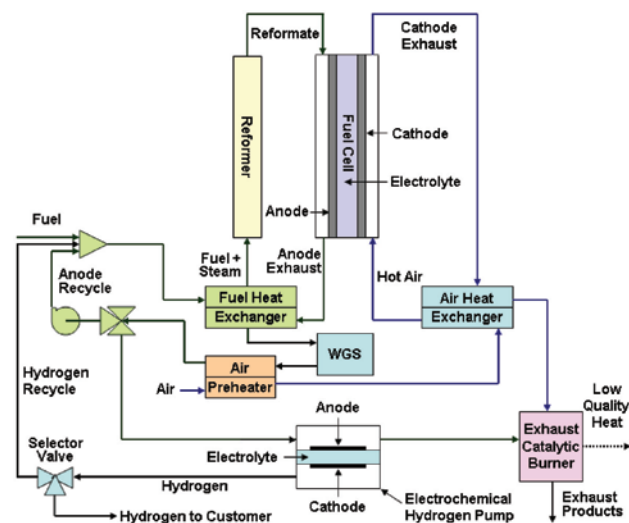 Reformate
Cathode
Exhaust
Reformer
Fuel Cell
Cathode
Electrolyte
Anode
Fuel
Fuel +
Steam
Anode
Exhaust
Hot Air
Anode
Recycle
Fuel Heat
Exchanger
Air Heat
Exchanger
WGS
Hydrogen
Recycle
Air
Preheater
Air
Low
Quality
Heat
Anode
Exhaust
Catalytic
Burner
Selector
Valve
Electrolyte
Hydrogen
Cathode
Electrochemical
Hydrogen Pump
Hydrogen to Customer
Exhaust
Products